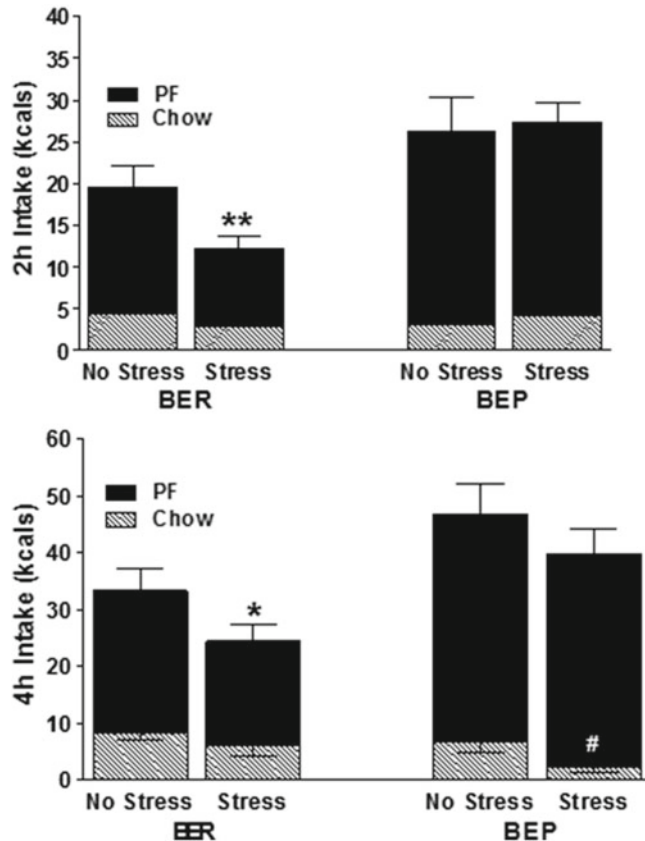 40
35
30
25
20
15
10
5
0
2h Intake (kcals)
PF
Chow
**
No Stress Stress No Stress Stress
BER BEP
60
50
40
30
20
10
0
4h Intake (kcals)
PF
Chow
*
#
No Stress Stress No Stress Stress
BER BEP